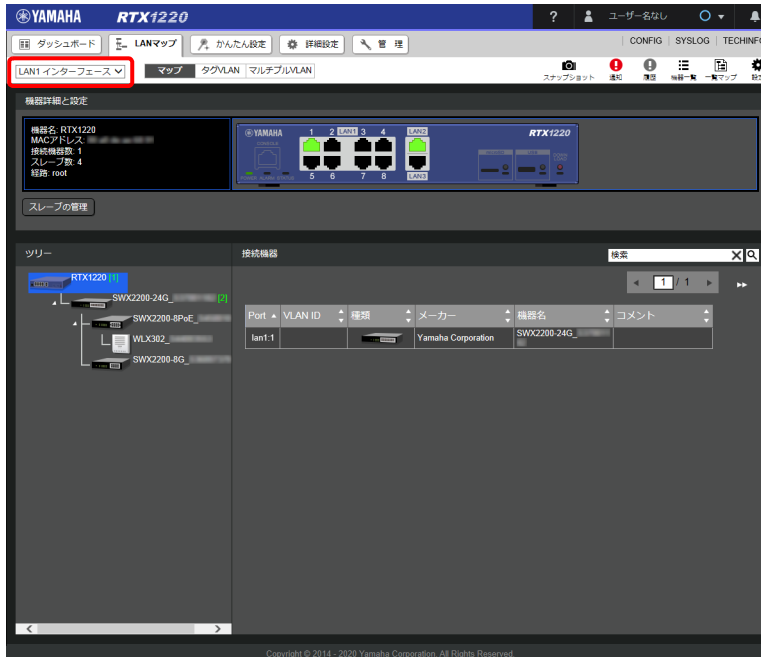 YAMAHA RTX1220 ? ユーザー名なし
ダッシュボード LANマップ かんたん設定 詳細設定 管 理 CONFIG SYSLOG TECHINFO
LAN1 インターフェース マップ タグVLAN マルチプルVLAN スナップショット 通知 履歴 機器一覧 一覧マップ
機器詳細と設定
機器名: RTX1220
MACアドレス:
接続機器数: 1
スレーブ数: 4
経路: root
YAMAHA 1 2 LAN1 3 4 LAN2 RTX1220
CONSOLE
POWER ALARM STATUS 5 6 7 8 LAN3
スレーブの管理
ツリー 接続機器 検索
RTX1220 [1] 1 / 1
SWX2200-24G_ [2]
SWX2200-8PoE_
WLX302_
SWX2200-8G_
Port VLAN ID 種類 メーカー 機器名 コメント
lan1:1 Yamaha Corporation SWX2200-24G_
Copyright © 2014 - 2020 Yamaha Corporation. All Rights Reserved.